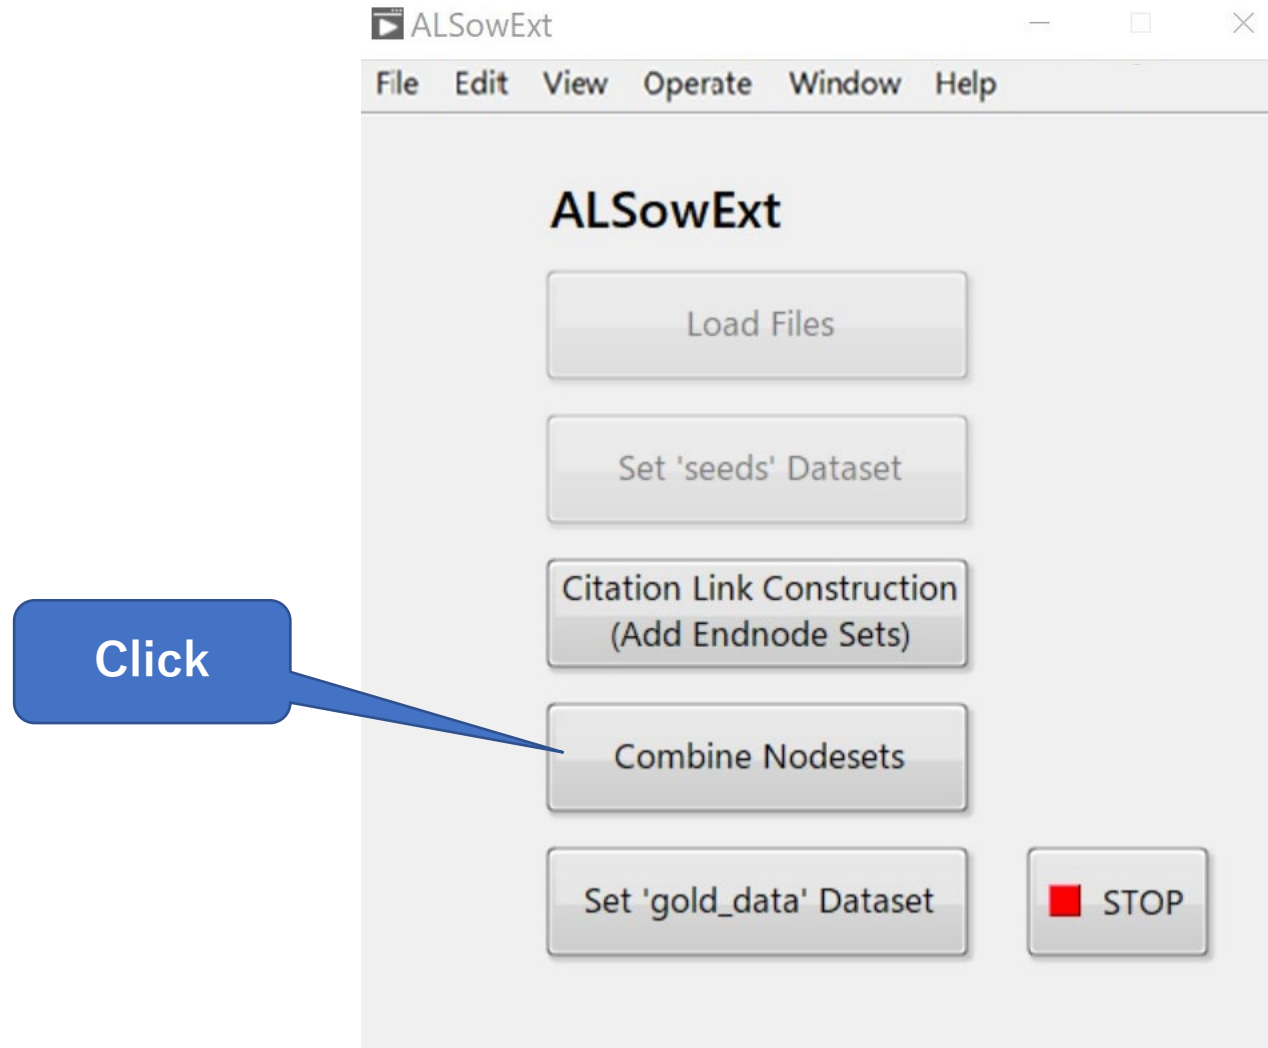 ALSowExt
File Edit View Operate Window Help
ALSowExt
Load Files
Set 'seeds' Dataset
Citation Link Construction
(Add Endnode Sets)
Click
Combine Nodesets
Set 'gold_data' Dataset
STOP